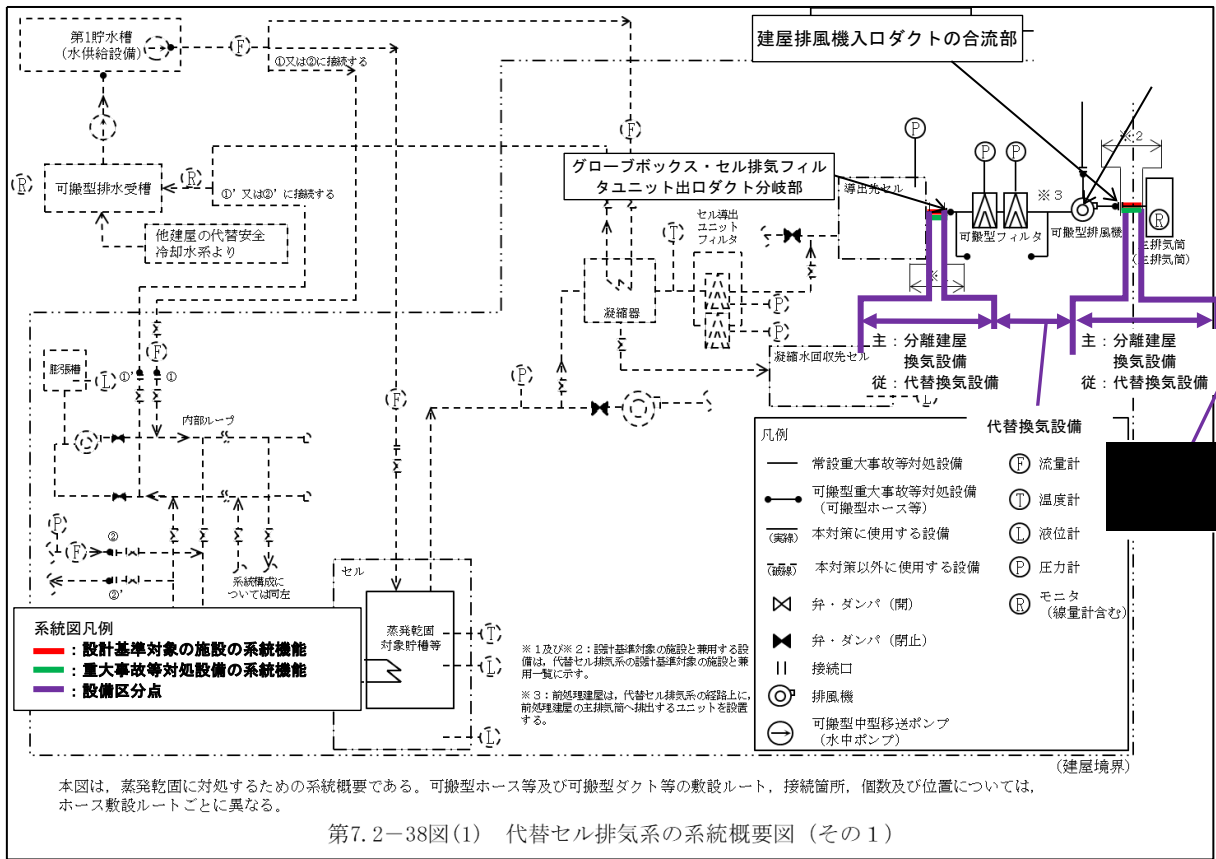 第1貯水槽
(水供給設備)
F
①又は②に接続する
建屋排風機入口ダクトの合流部
F
P
※2
R
可搬型排水受槽
R
①’又は②’に接続する
グローブボックス・セル排気フィル
タユニット出口ダクト分岐部
P
P
※3
導出先セル
可搬型フィルタ
可搬型排風機
R
主排気筒
(主排気筒)
他建屋の代替安全
冷却水系より
セル導出
ユニット
フィルタ
T
凝縮器
P
P
凝縮水回収先セル
主：分離建屋
換気設備
従：代替換気設備
主：分離建屋
換気設備
従：代替換気設備
代替換気設備
膨張槽
L
①’
①
F
F
P
L
内部ループ
P
F
②
②’
系統構成に
ついては同左
セル
蒸発乾固
対象貯槽等
T
L
L
系統図凡例
：設計基準対象の施設の系統機能
：重大事故等対処設備の系統機能
：設備区分点
※1及び※2：設計基準対象の施設と兼用する設
備は，代替セル排気系の設計基準対象の施設と兼
用一覧に示す。
※3：前処理建屋は，代替セル排気系の経路上に，
前処理建屋の主排気筒へ排出するユニットを設置
する。
凡例
常設重大事故等対処設備
可搬型重大事故等対処設備
(可搬型ホース等)
(実線) 本対策に使用する設備
(破線) 本対策以外に使用する設備
弁・ダンパ（開）
弁・ダンパ（閉止）
接続口
排風機
可搬型中型移送ポンプ
(水中ポンプ)
F 流量計
T 温度計
L 液位計
P 圧力計
R モニタ
(線量計含む)
(建屋境界)
本図は，蒸発乾固に対処するための系統概要である。可搬型ホース等及び可搬型ダクト等の敷設ルート，接続箇所，個数及び位置については，
ホース敷設ルートごとに異なる。
第7.2－38図(1)　代替セル排気系の系統概要図（その１）